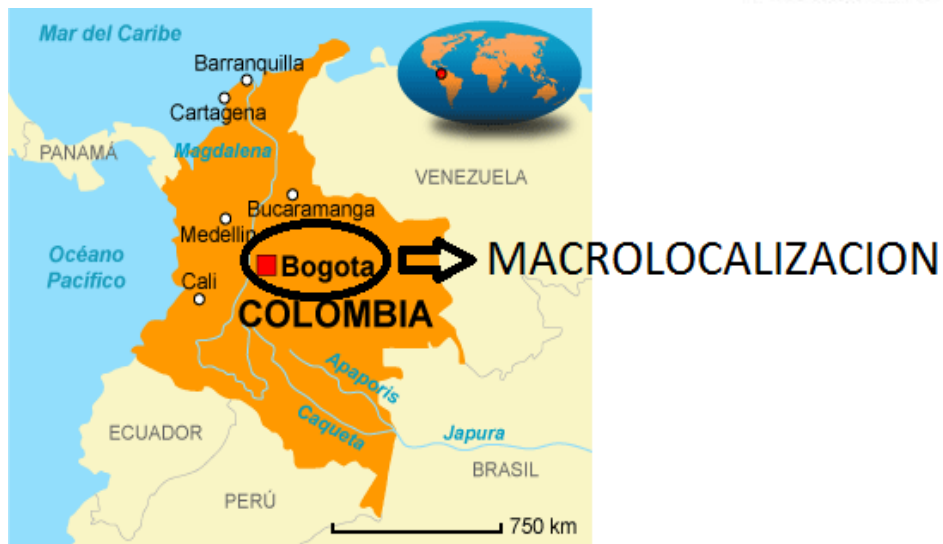 Mar del Caribe
Barranquilla
Cartagena
PANAMÁ
Magdalena
VENEZUELA
Bucaramanga
Medellin
Océano
Pacífico
Bogota
MACROLOCALIZACION
Cali
COLOMBIA
Apaporis
Caqueta
ECUADOR
Japura
BRASIL
PERÚ
750 km